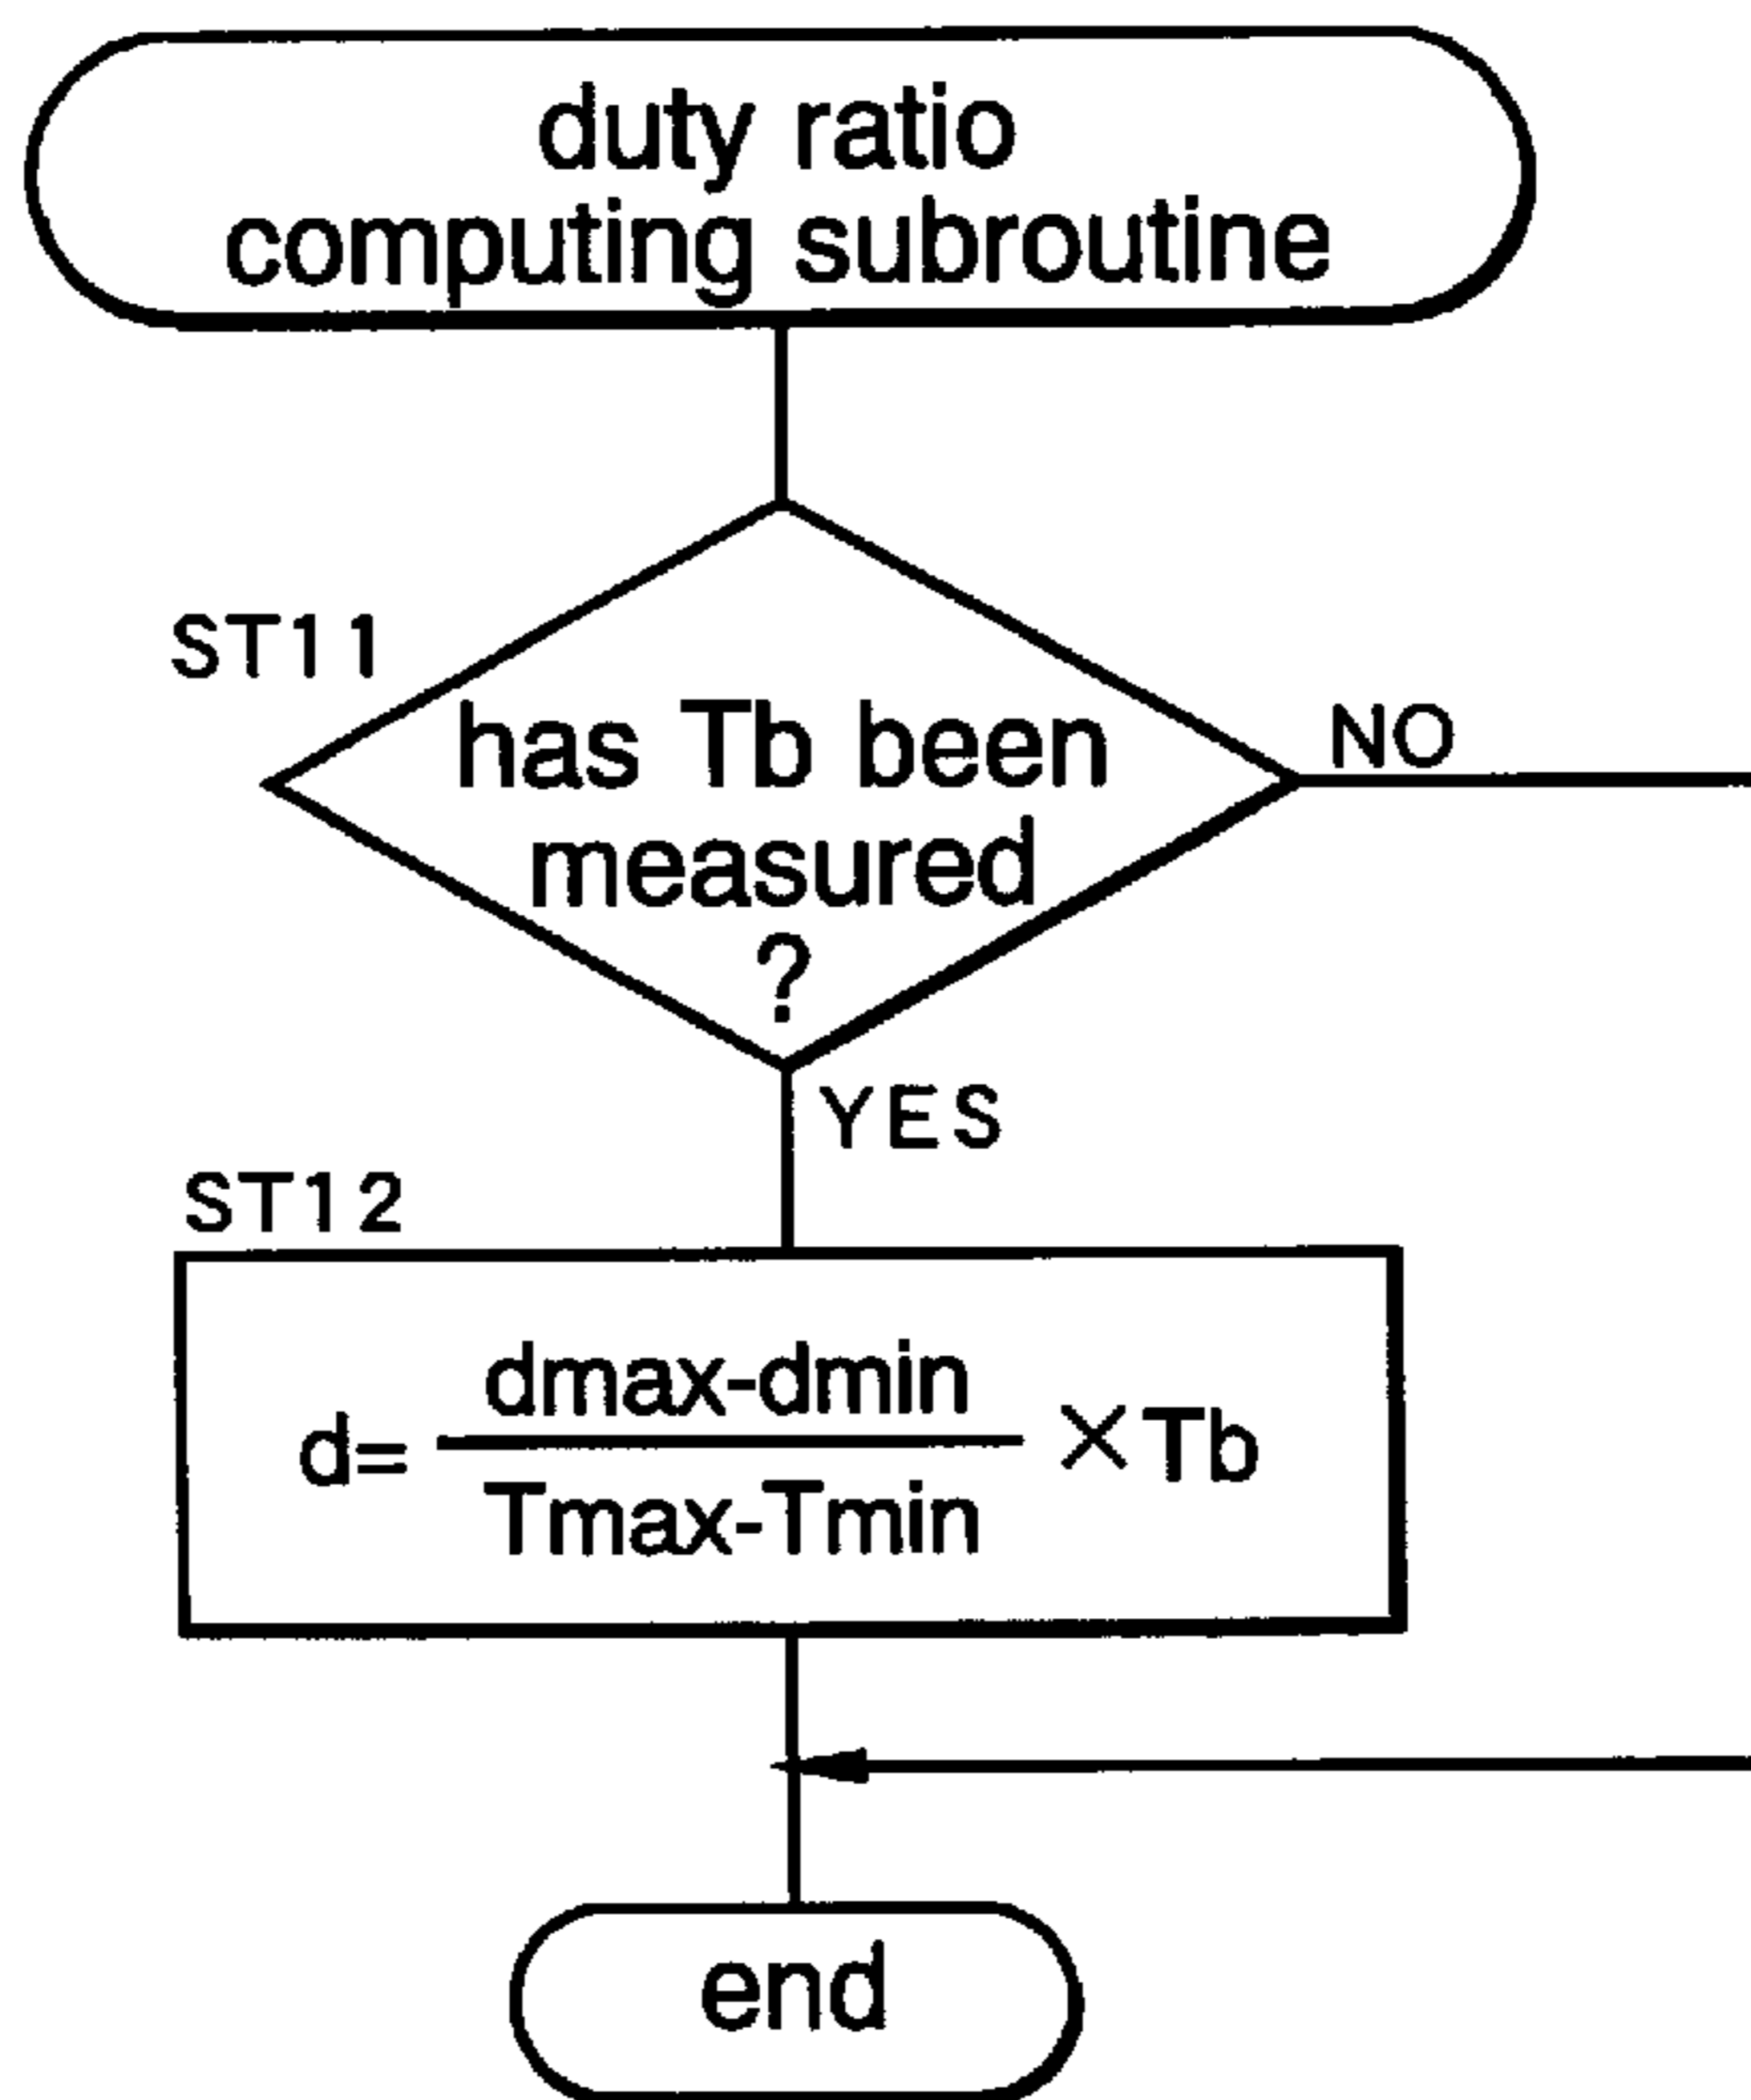 duty ratio
computing subroutine
ST11
has Tb been
measured
?
NO
YES
ST12
dmax-dmin
d= ×Tb
Tmax-Tmin
end